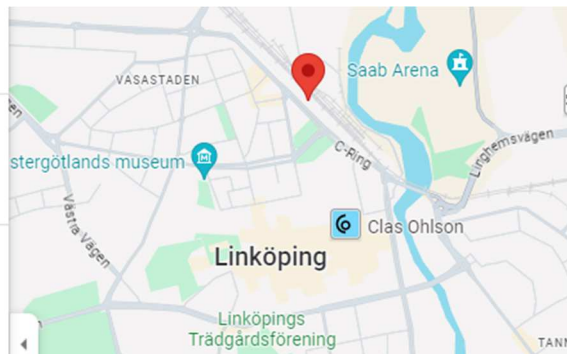 VASASTADEN
Saab Arena
stergötlands museum
C-Ring
Linghemsvägen
Västra Vägen
Clas Ohlson
Linköping
Linköpings
Trädgårdsförening
TANN